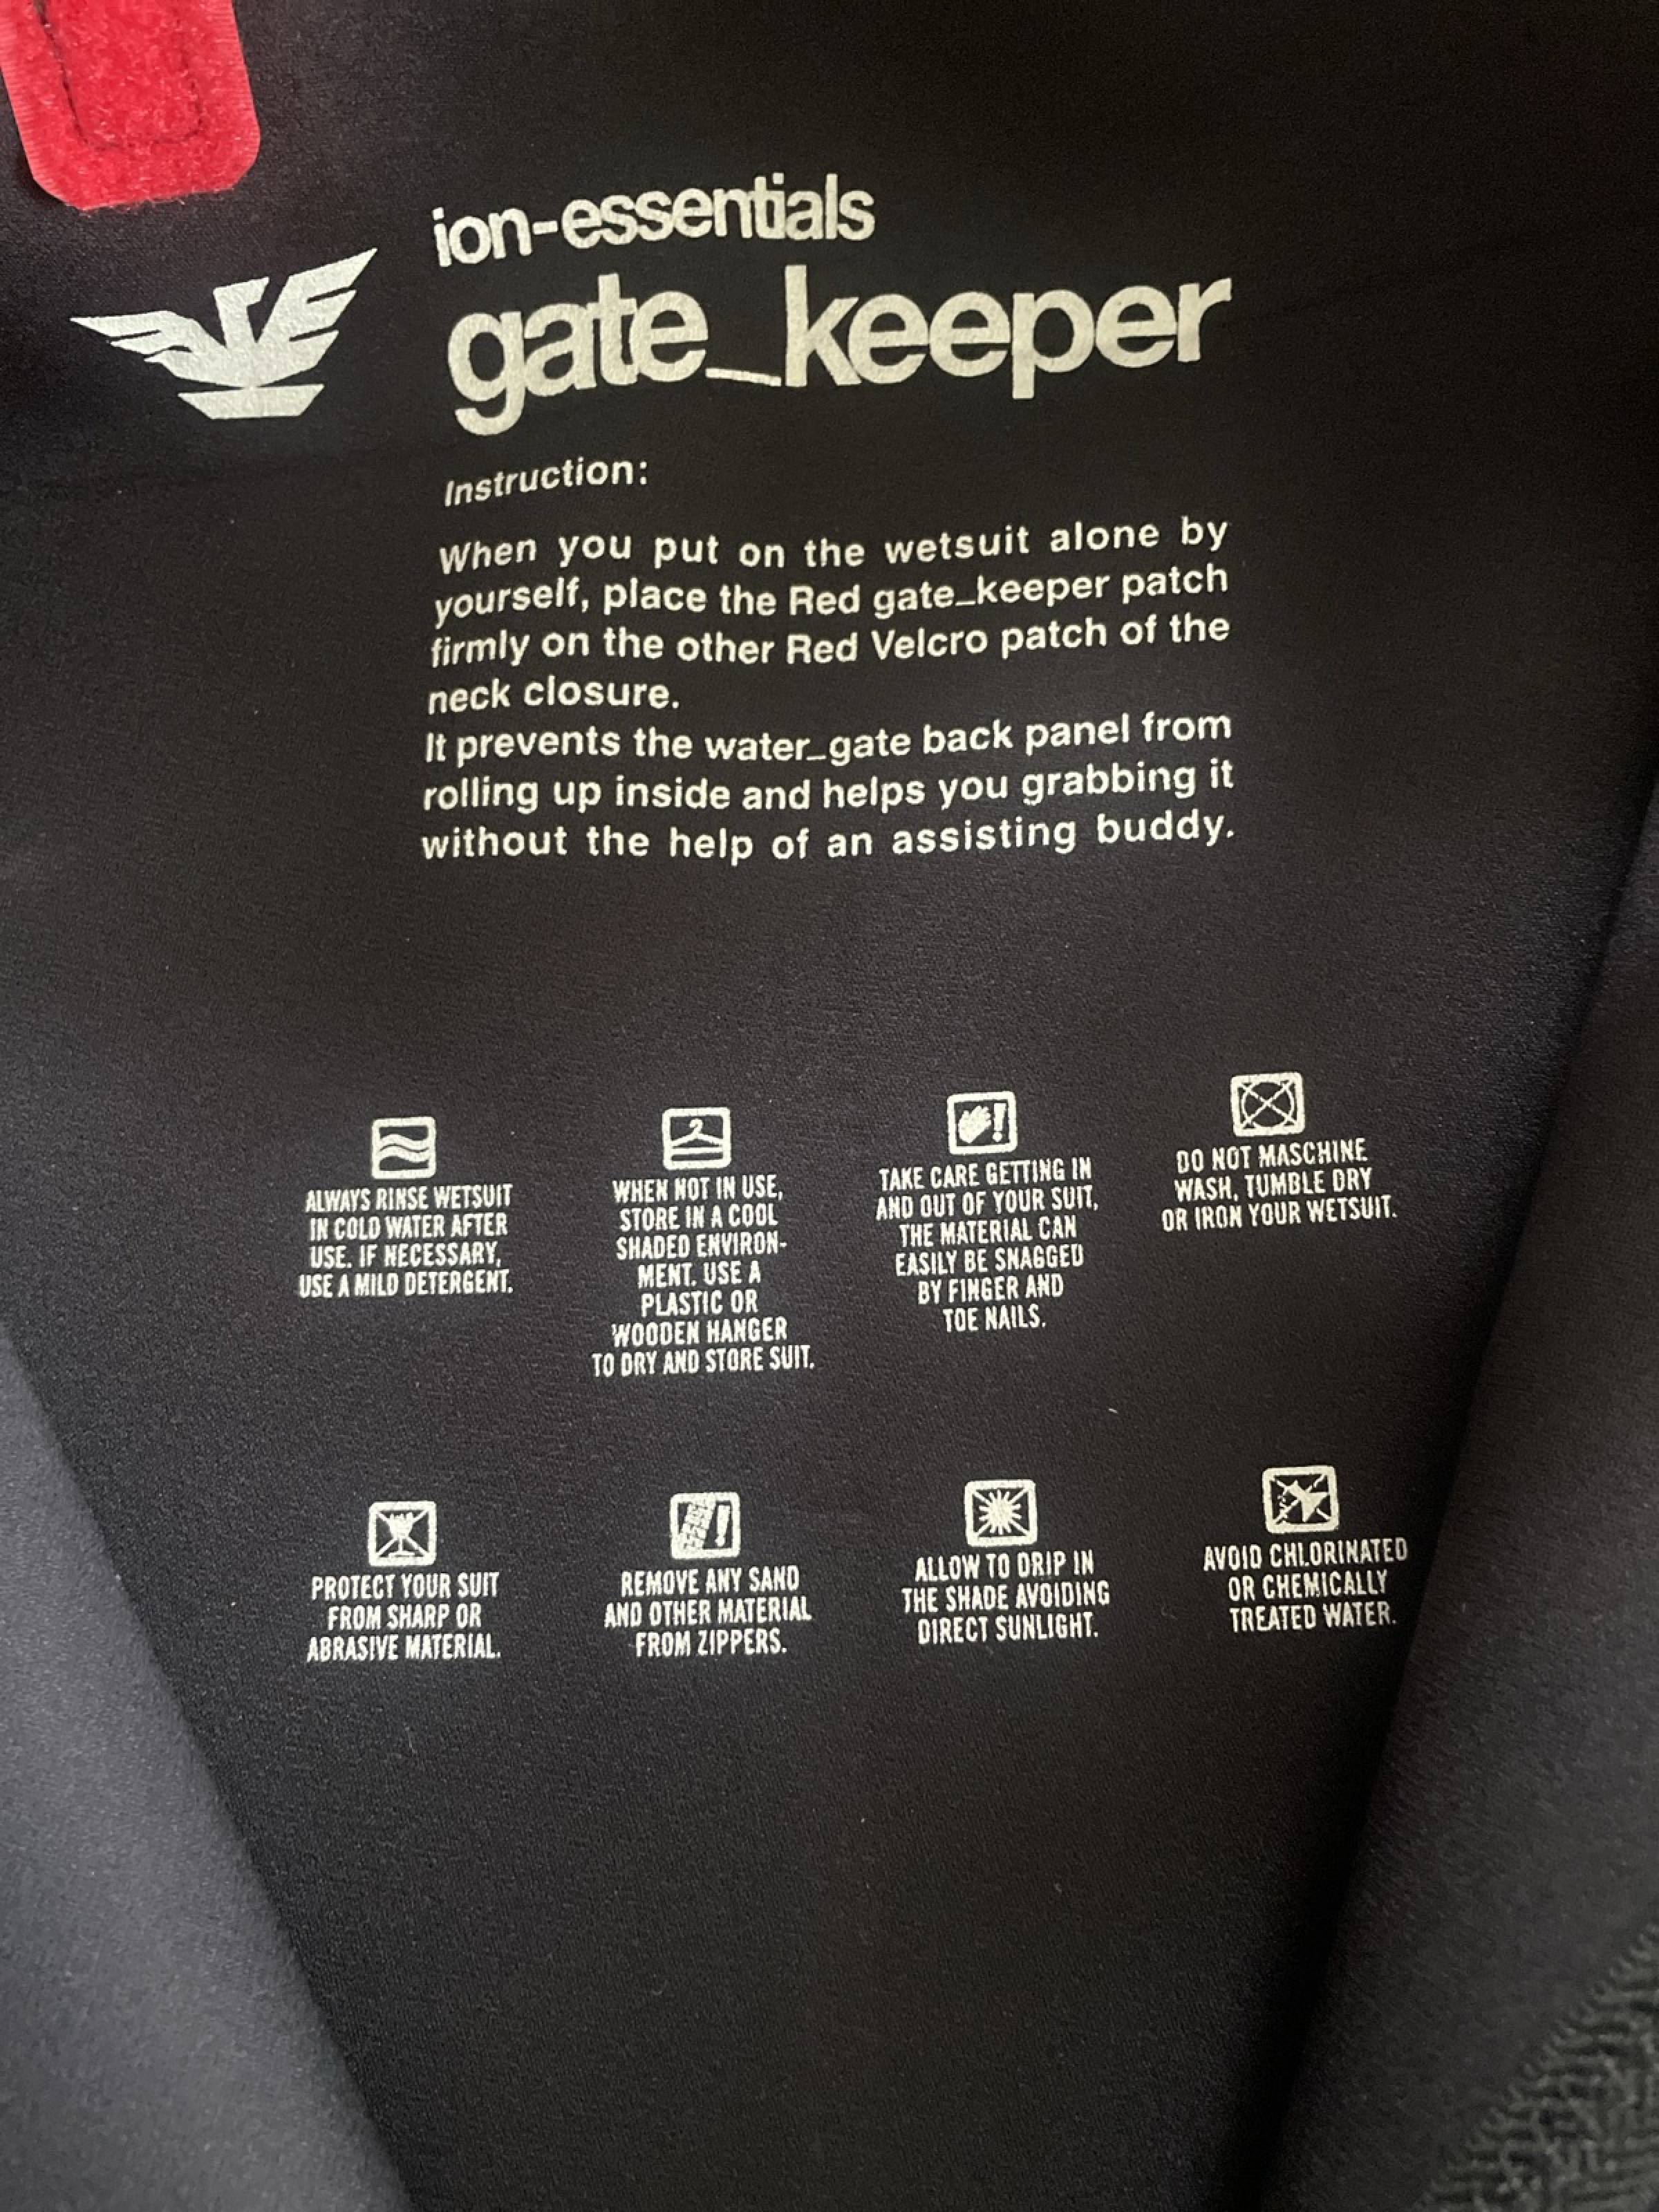 ion-essentials
gate_keeper
Instruction:
When you put on the wetsuit alone by
yourself, place the Red gate_keeper patch
firmly on the other Red Velcro patch of the
neck closure.
It prevents the water_gate back panel from
rolling up inside and helps you grabbing it
without the help of an assisting buddy.
ALWAYS RINSE WETSUIT
IN COLD WATER AFTER
USE. IF NECESSARY,
USE A MILD DETERGENT.
WHEN NOT IN USE,
STORE IN A COOL
SHADED ENVIRON-
MENT. USE A
PLASTIC OR
WOODEN HANGER
TO DRY AND STORE SUIT.
TAKE CARE GETTING IN
AND OUT OF YOUR SUIT,
THE MATERIAL CAN
EASILY BE SNAGGED
BY FINGER AND
TOE NAILS.
DO NOT MASCHINE
WASH, TUMBLE DRY
OR IRON YOUR WETSUIT.
PROTECT YOUR SUIT
FROM SHARP OR
ABRASIVE MATERIAL.
REMOVE ANY SAND
AND OTHER MATERIAL
FROM ZIPPERS.
ALLOW TO DRIP IN
THE SHADE AVOIDING
DIRECT SUNLIGHT.
AVOID CHLORINATED
OR CHEMICALLY
TREATED WATER.